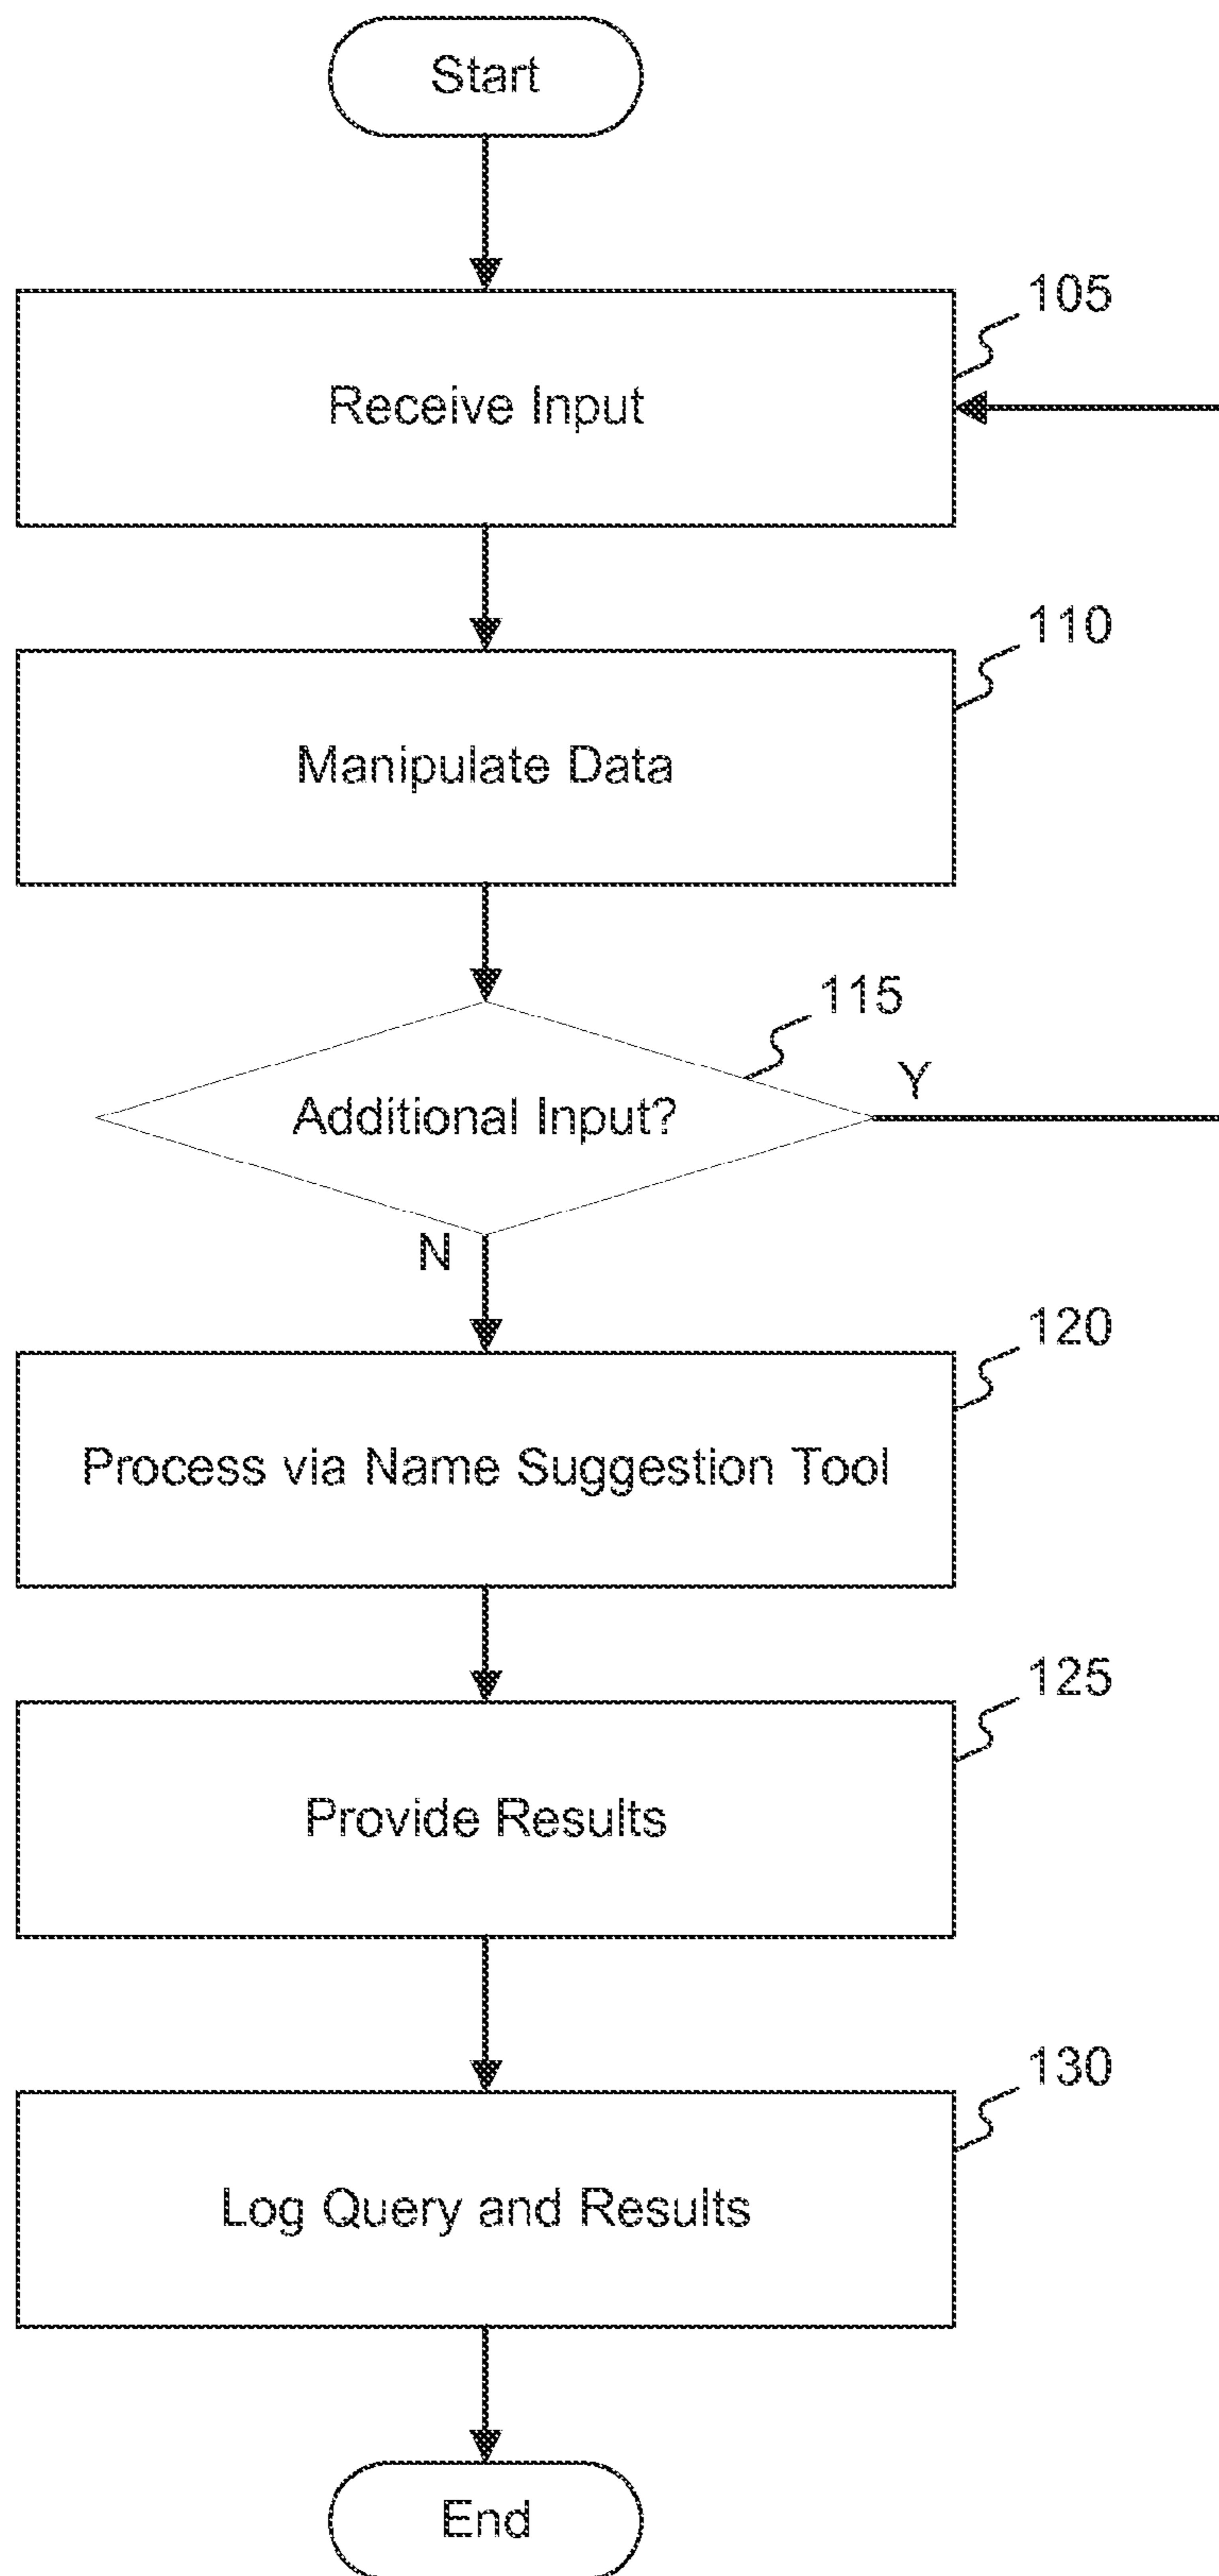 Start
105
Receive Input
110
Manipulate Data
115
Additional Input?
Y
N
120
Process via Name Suggestion Tool
125
Provide Results
130
Log Query and Results
End